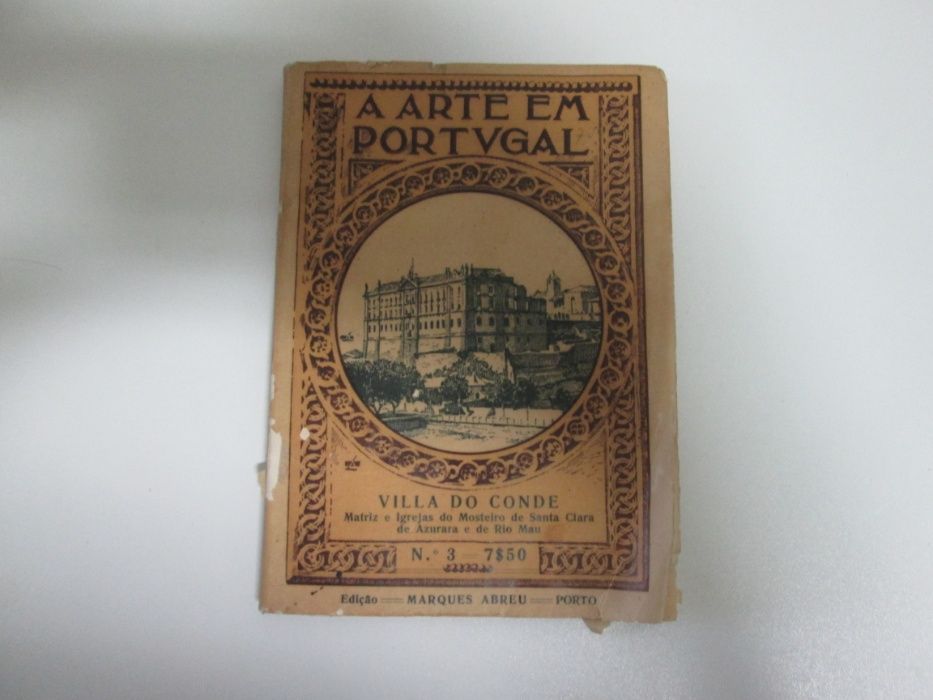 A ARTE EM
PORTVGAL
VILLA DO CONDE
Matriz e Igrejas do Mosteiro de Santa Clara
de Azurara e de Rio Mau
N.º 3 — 7$50
Edição — MARQUES ABREU — PORTO